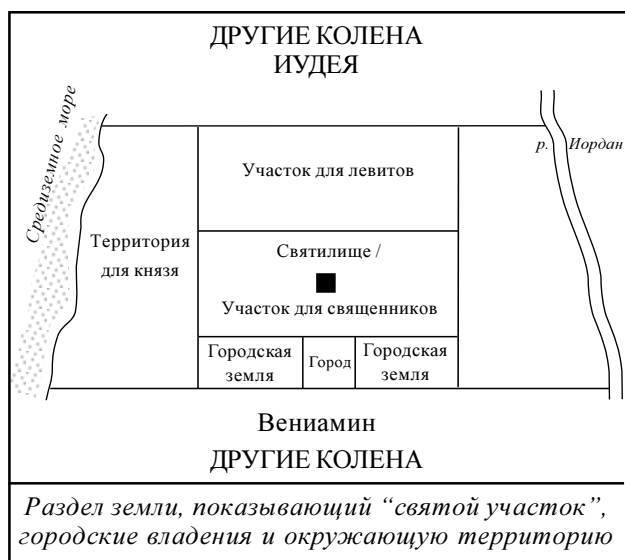 ДРУГИЕ КОЛЕНА
ИУДЕЯ
Средиземное море
р. Иордан
Участок для левитов
Территория
для князя
Святилище /
Участок для священников
Городская
земля
Город
Городская
земля
Вениамин
ДРУГИЕ КОЛЕНА
Раздел земли, показывающий “святой участок”,
городские владения и окружающую территорию